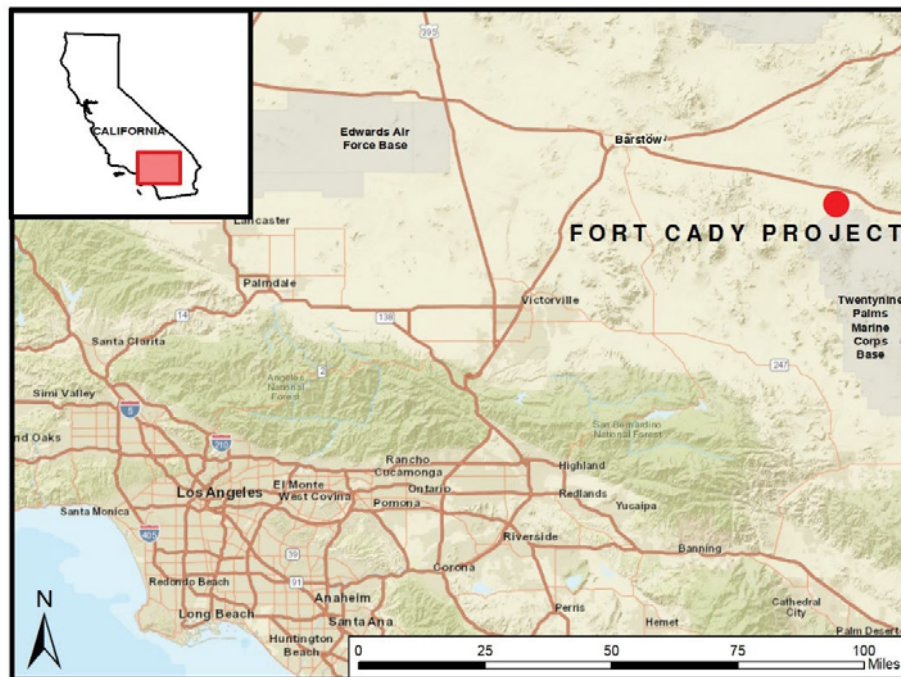 CALIFORNIA
395
Edwards Air
Force Base
Barstow
FORT CADY PROJECT
Lancaster
Palmdale
Victorville
Twentynine
Palms
Marine
Corps
Base
14
138
Santa Clarita
247
2
Angeles
National
Forest
Simi Valley
5
San Bernardino
National Forest
nd Oaks
210
Rancho
Cucamonga
Highland
El Monte
Ontario
Los Angeles
West Covina
Redlands
Pomona
Yucaipa
Santa Monica
405
Riverside
39
Banning
Corona
Redondo Beach
91
Anaheim
Cathedral
City
Long Beach
Perris
Santa Ana
Hemet
Palm Desert
Huntington
Beach
N
0 25 50 75 100
Miles